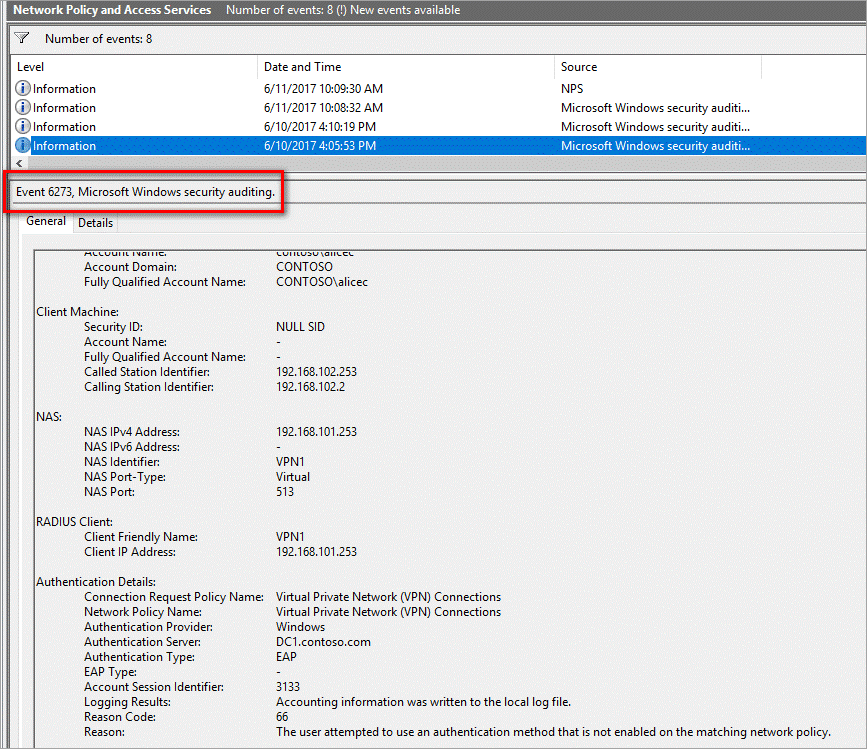 Network Policy and Access Services Number of events: 8 (!) New events available
Number of events: 8
Level Date and Time Source
Information 6/11/2017 10:09:30 AM NPS
Information 6/11/2017 10:08:32 AM Microsoft Windows security auditi...
Information 6/10/2017 4:10:19 PM Microsoft Windows security auditi...
Information 6/10/2017 4:05:53 PM Microsoft Windows security auditi...
Event 6273, Microsoft Windows security auditing.
General Details
Account Name: contoso\alicec
Account Domain: CONTOSO
Fully Qualified Account Name: CONTOSO\alicec
Client Machine:
Security ID: NULL SID
Account Name: -
Fully Qualified Account Name: -
Called Station Identifier: 192.168.102.253
Calling Station Identifier: 192.168.102.2
NAS:
NAS IPv4 Address: 192.168.101.253
NAS IPv6 Address: -
NAS Identifier: VPN1
NAS Port-Type: Virtual
NAS Port: 513
RADIUS Client:
Client Friendly Name: VPN1
Client IP Address: 192.168.101.253
Authentication Details:
Connection Request Policy Name: Virtual Private Network (VPN) Connections
Network Policy Name: Virtual Private Network (VPN) Connections
Authentication Provider: Windows
Authentication Server: DC1.contoso.com
Authentication Type: EAP
EAP Type: -
Account Session Identifier: 3133
Logging Results: Accounting information was written to the local log file.
Reason Code: 66
Reason: The user attempted to use an authentication method that is not enabled on the matching network policy.